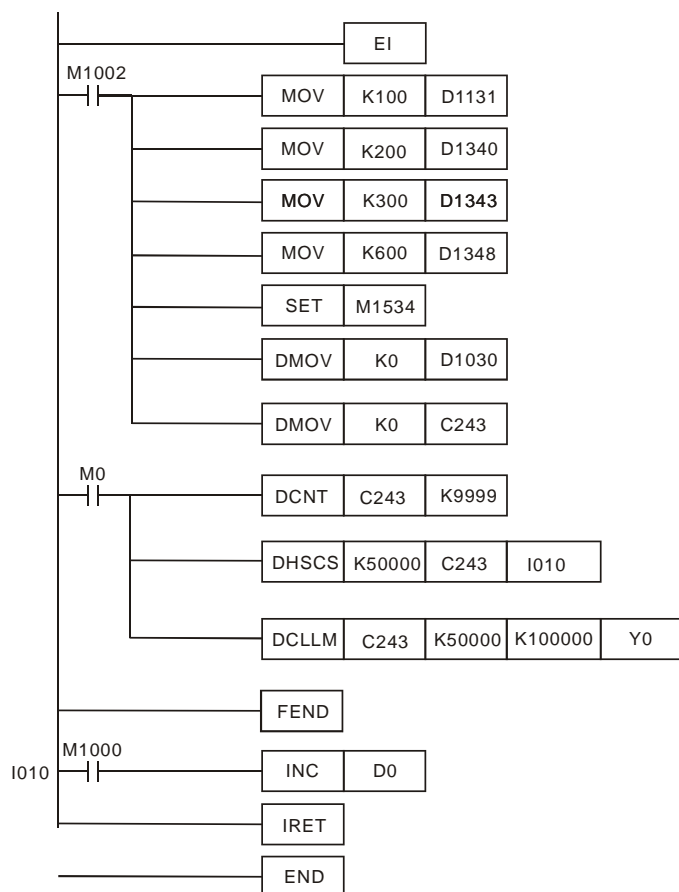 EI
M1002
MOV K100 D1131
MOV K200 D1340
MOV K300 D1343
MOV K600 D1348
SET M1534
DMOV K0 D1030
DMOV K0 C243
M0
DCNT C243 K9999
DHSCS K50000 C243 I010
DCLLM C243 K50000 K100000 Y0
FEND
M1000
I010 INC D0
IRET
END